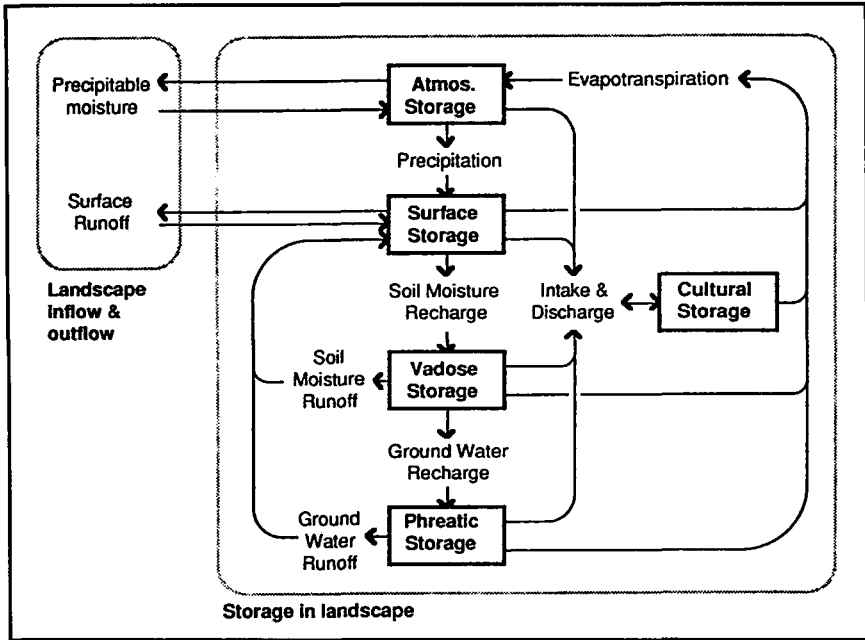 Precipitable
moisture
Atmos.
Storage
Evapotranspiration
Precipitation
Surface
Runoff
Surface
Storage
Landscape
inflow &
outflow
Soil Moisture
Recharge
Intake &
Discharge
Cultural
Storage
Soil
Moisture
Runoff
Vadose
Storage
Ground Water
Recharge
Ground
Water
Runoff
Phreatic
Storage
Storage in landscape